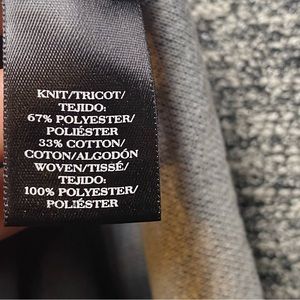 KNIT/TRICOT/
TEJIDO:
67% POLYESTER/
POLIÉSTER
33% COTTON/
COTON/ALGODÓN
WOVEN/TISSÉ/
TEJIDO:
100% POLYESTER/
POLIÉSTER